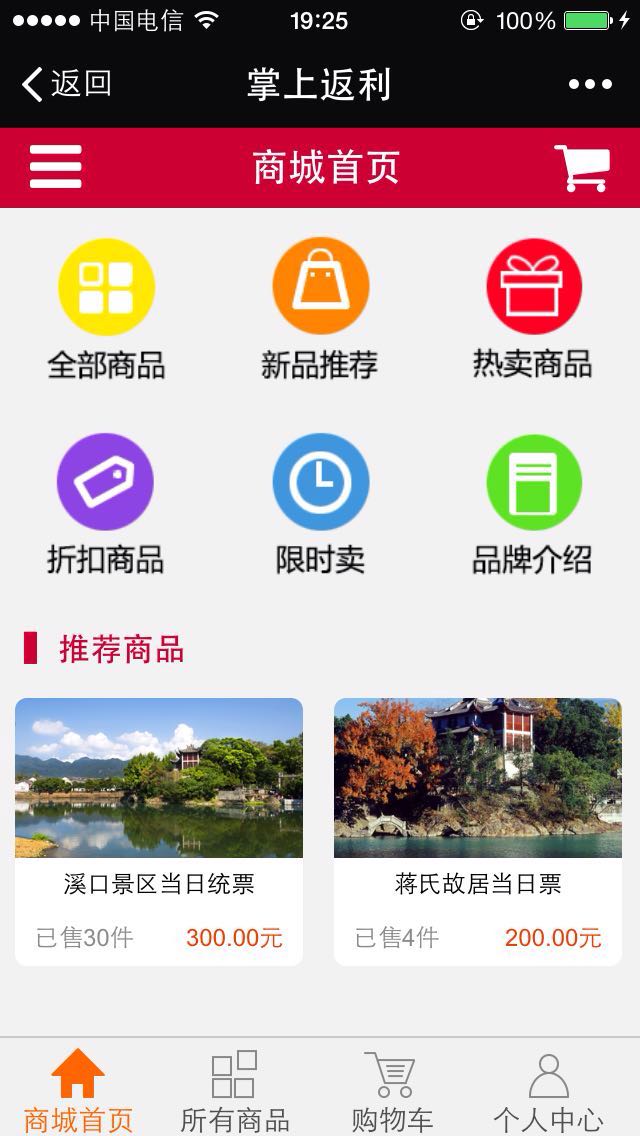 中国电信 19:25 100%
返回 掌上返利
商城首页
全部商品 新品推荐 热卖商品
折扣商品 限时卖 品牌介绍
推荐商品
溪口景区当日统票 蒋氏故居当日票
已售30件 300.00元 已售4件 200.00元
商城首页 所有商品 购物车 个人中心